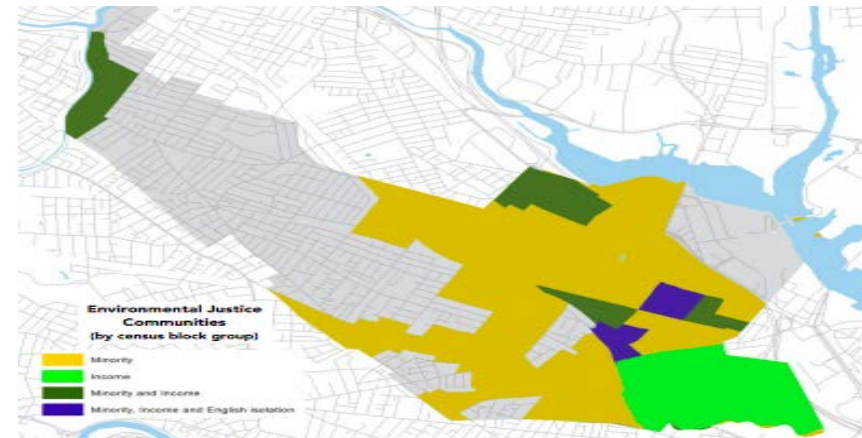 Environmental Justice
Communities
(by census block group)
Minority
Income
Minority and Income
Minority, Income and English isolation